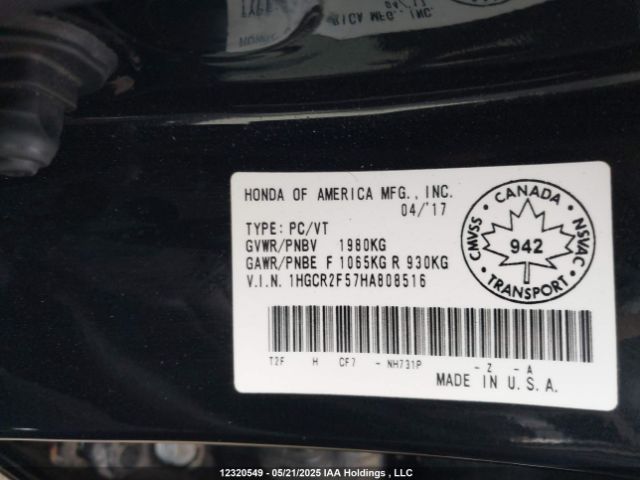 HONDA OF AMERICA MFG., INC.
04/'17
TYPE: PC/VT
GVWR/PNBV 1980KG
GAWR/PNBE F 1065KG R 930KG
V.I.N. 1HGCR2F57HA808516
CANADA
CMVSS
NSVAC
942
TRANSPORT
T2F H CF7 - NH731P - Z - A
MADE IN U.S.A.
12320549 - 05/21/2025 IAA Holdings , LLC